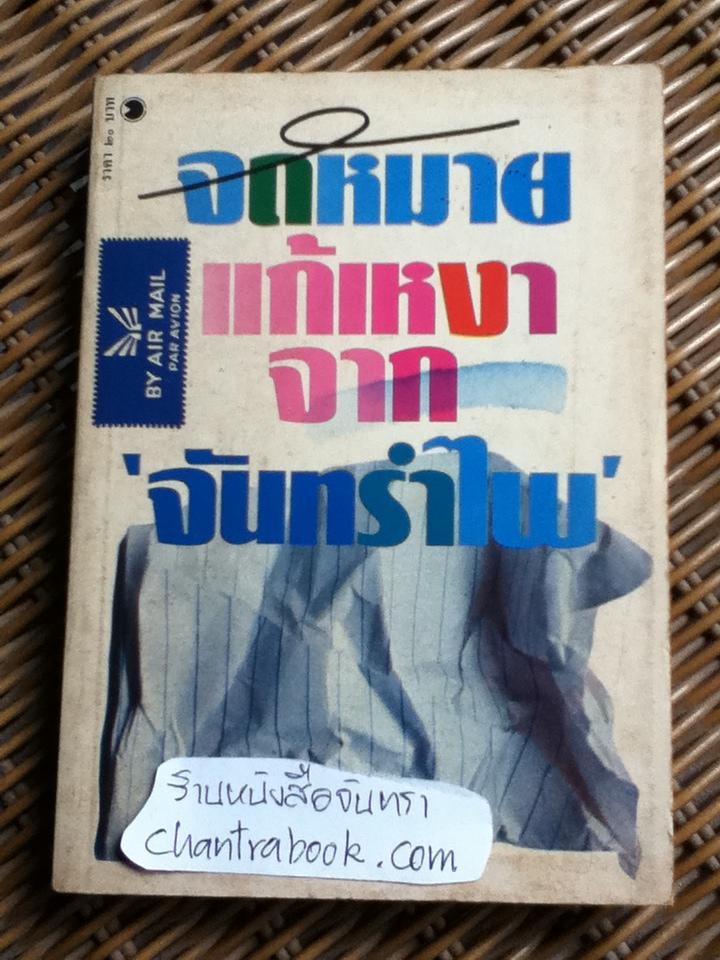 ราคา ๒๐ บาท
จดหมาย
แก้เหงา
จาก
'จันทรำไพ'
BY AIR MAIL
PAR AVION
ร้านหนังสือจันทรา
chantrabook.com